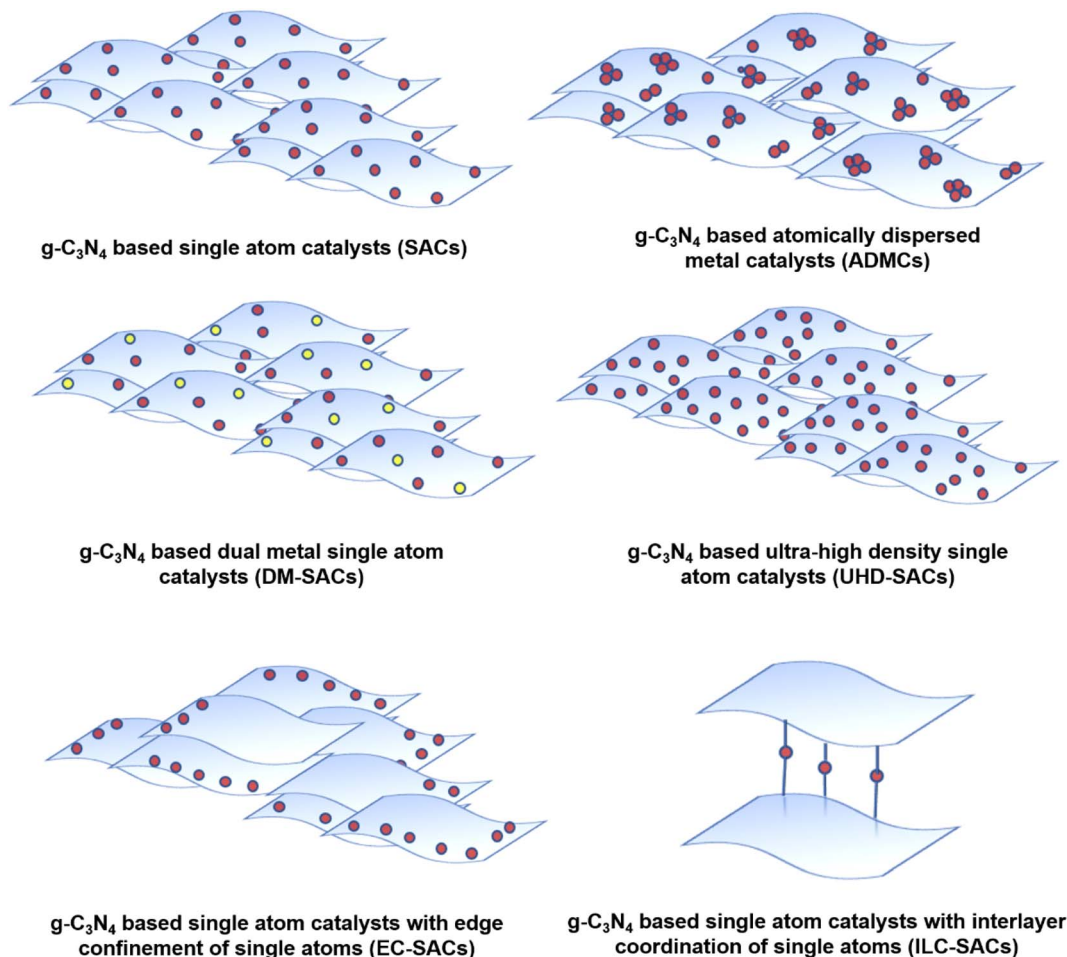 g-C₃N₄ based single atom catalysts (SACs)
g-C₃N₄ based atomically dispersed
metal catalysts (ADMCs)
g-C₃N₄ based dual metal single atom
catalysts (DM-SACs)
g-C₃N₄ based ultra-high density single
atom catalysts (UHD-SACs)
g-C₃N₄ based single atom catalysts with edge
confinement of single atoms (EC-SACs)
g-C₃N₄ based single atom catalysts with interlayer
coordination of single atoms (ILC-SACs)